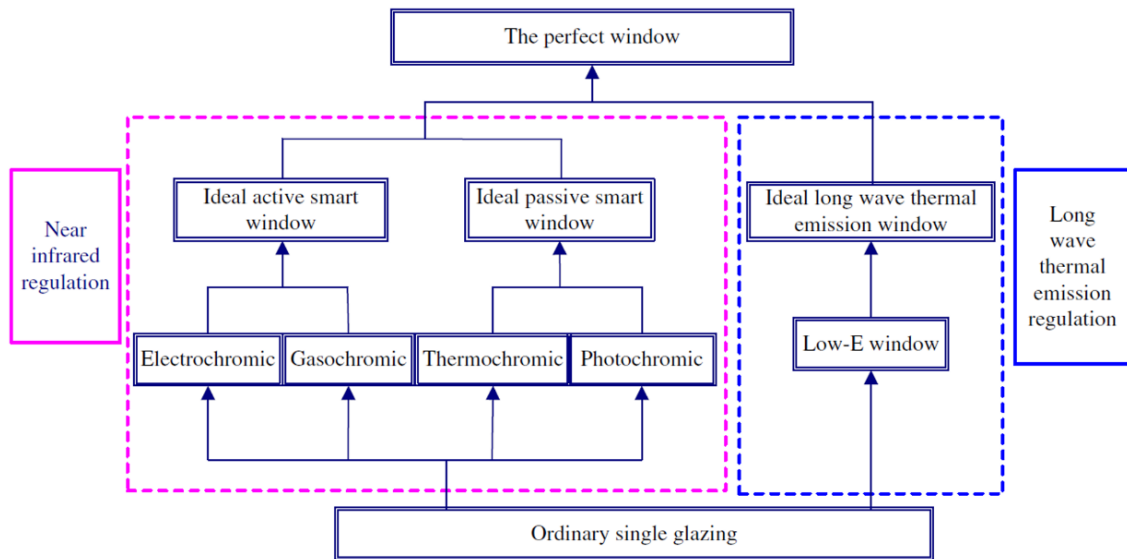 The perfect window
Near
infrared
regulation
Ideal active smart
window
Ideal passive smart
window
Ideal long wave thermal
emission window
Long
wave
thermal
emission
regulation
Electrochromic
Gasochromic
Thermochromic
Photochromic
Low-E window
Ordinary single glazing